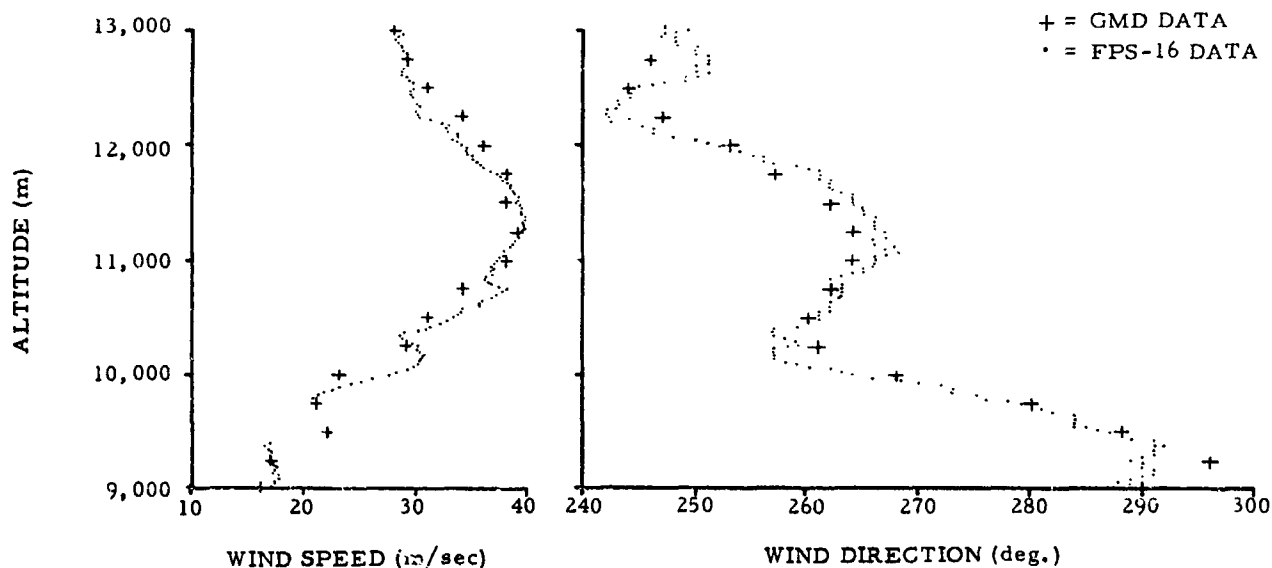 + = GMD DATA
· = FPS-16 DATA
ALTITUDE (m)
13,000
12,000
11,000
10,000
9,000
10 20 30 40
WIND SPEED (m/sec)
240 250 260 270 280 290 300
WIND DIRECTION (deg.)